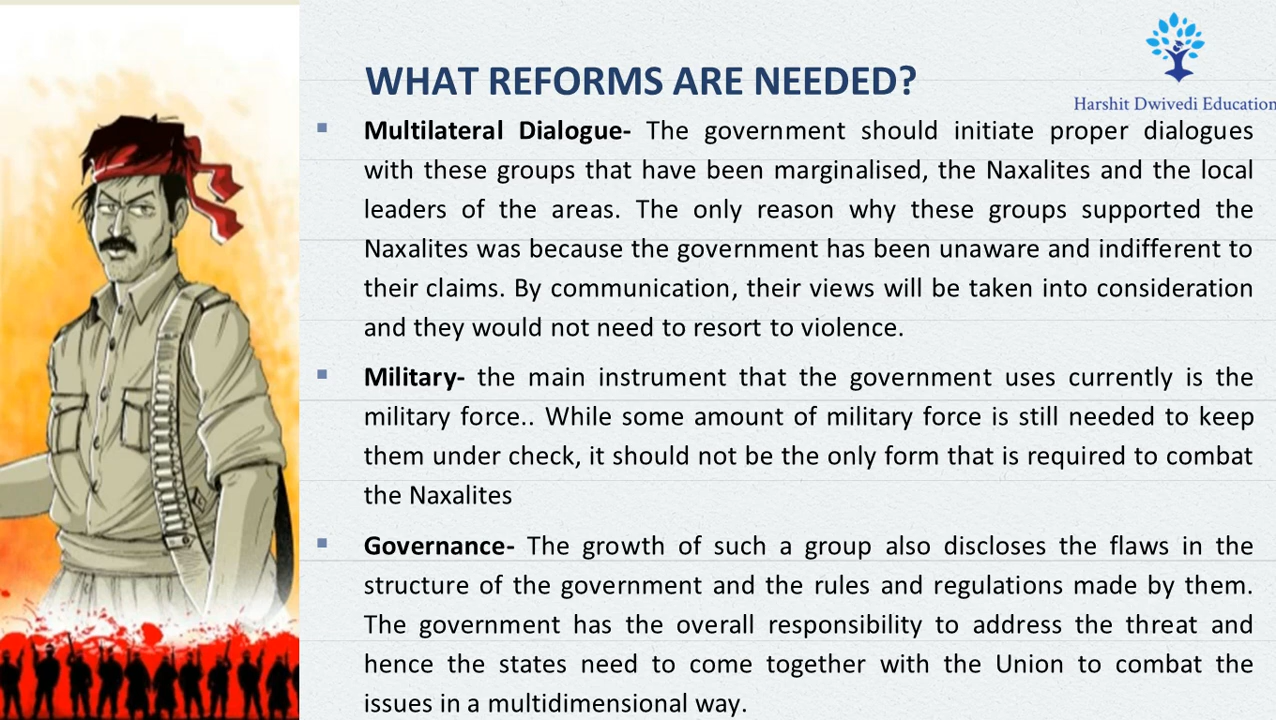 Harshit Dwivedi Education
WHAT REFORMS ARE NEEDED?
▪ Multilateral Dialogue- The government should initiate proper dialogues
with these groups that have been marginalised, the Naxalites and the local
leaders of the areas. The only reason why these groups supported the
Naxalites was because the government has been unaware and indifferent to
their claims. By communication, their views will be taken into consideration
and they would not need to resort to violence.
▪ Military- the main instrument that the government uses currently is the
military force.. While some amount of military force is still needed to keep
them under check, it should not be the only form that is required to combat
the Naxalites
▪ Governance- The growth of such a group also discloses the flaws in the
structure of the government and the rules and regulations made by them.
The government has the overall responsibility to address the threat and
hence the states need to come together with the Union to combat the
issues in a multidimensional way.